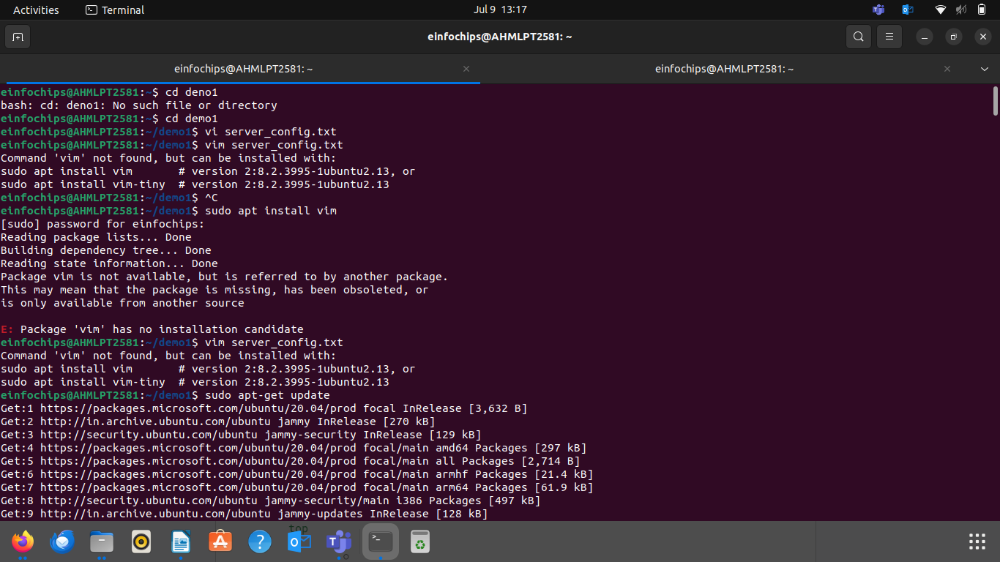 Activities
Terminal
Jul 9 13:17
einfochips@AHMLPT2581: ~
einfochips@AHMLPT2581: ~
einfochips@AHMLPT2581: ~
einfochips@AHMLPT2581:~$ cd deno1
bash: cd: deno1: No such file or directory
einfochips@AHMLPT2581:~$ cd demo1
einfochips@AHMLPT2581:~/demo1$ vi server_config.txt
einfochips@AHMLPT2581:~/demo1$ vim server_config.txt
Command 'vim' not found, but can be installed with:
sudo apt install vim       # version 2:8.2.3995-1ubuntu2.13, or
sudo apt install vim-tiny  # version 2:8.2.3995-1ubuntu2.13
einfochips@AHMLPT2581:~/demo1$ ^C
einfochips@AHMLPT2581:~/demo1$ sudo apt install vim
[sudo] password for einfochips:
Reading package lists... Done
Building dependency tree... Done
Reading state information... Done
Package vim is not available, but is referred to by another package.
This may mean that the package is missing, has been obsoleted, or
is only available from another source
E: Package 'vim' has no installation candidate
einfochips@AHMLPT2581:~/demo1$ vim server_config.txt
Command 'vim' not found, but can be installed with:
sudo apt install vim       # version 2:8.2.3995-1ubuntu2.13, or
sudo apt install vim-tiny  # version 2:8.2.3995-1ubuntu2.13
einfochips@AHMLPT2581:~/demo1$ sudo apt-get update
Get:1 https://packages.microsoft.com/ubuntu/20.04/prod focal InRelease [3,632 B]
Get:2 http://in.archive.ubuntu.com/ubuntu jammy InRelease [270 kB]
Get:3 http://security.ubuntu.com/ubuntu jammy-security InRelease [129 kB]
Get:4 https://packages.microsoft.com/ubuntu/20.04/prod focal/main amd64 Packages [297 kB]
Get:5 https://packages.microsoft.com/ubuntu/20.04/prod focal/main all Packages [2,714 B]
Get:6 https://packages.microsoft.com/ubuntu/20.04/prod focal/main armhf Packages [21.4 kB]
Get:7 https://packages.microsoft.com/ubuntu/20.04/prod focal/main arm64 Packages [61.9 kB]
Get:8 http://security.ubuntu.com/ubuntu jammy-security/main i386 Packages [497 kB]
Get:9 http://in.archive.ubuntu.com/ubuntu jammy-updates InRelease [128 kB]
top